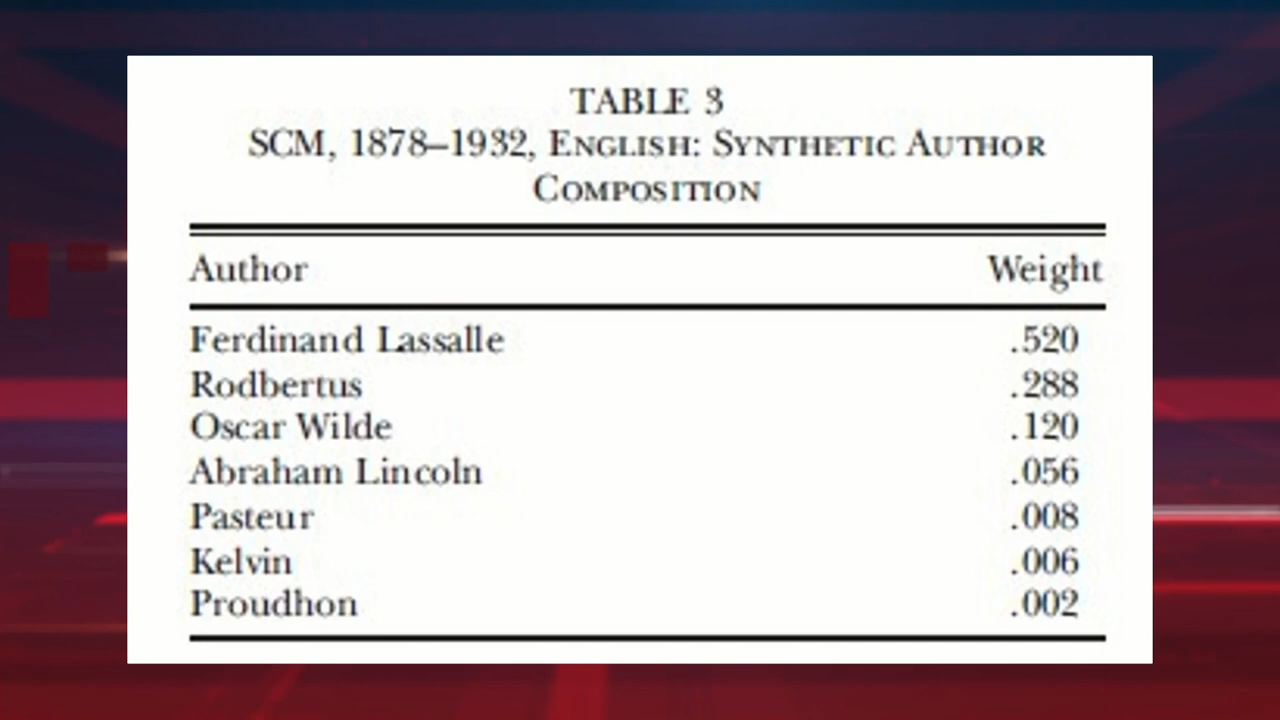 TABLE 3
SCM, 1878–1932, English: Synthetic Author
Composition
Author Weight
Ferdinand Lassalle .520
Rodbertus .288
Oscar Wilde .120
Abraham Lincoln .056
Pasteur .008
Kelvin .006
Proudhon .002